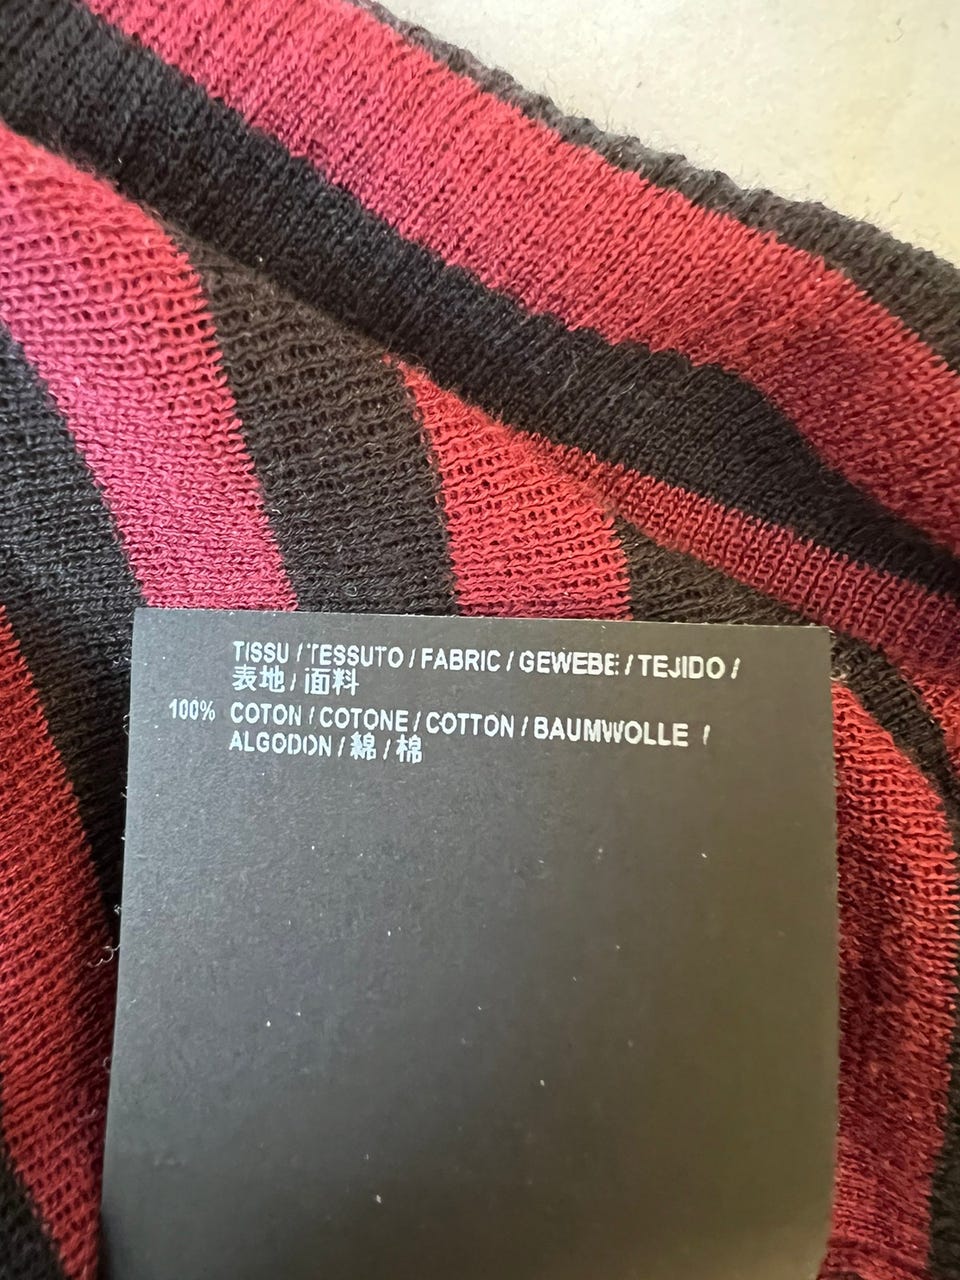 TISSU / TESSUTO / FABRIC / GEWEBE / TEJIDO /
表地 / 面料
100% COTON / COTONE / COTTON / BAUMWOLLE /
ALGODON / 綿 / 棉